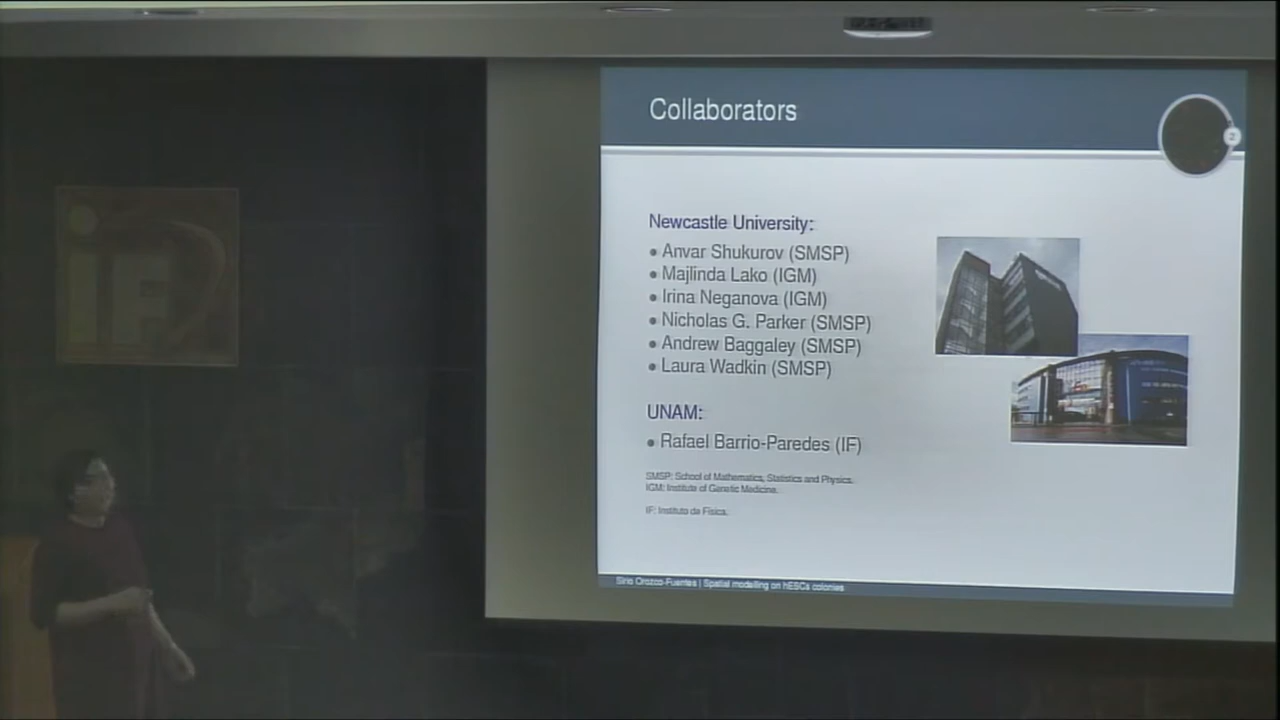 Collaborators
2
Newcastle University:
• Anvar Shukurov (SMSP)
• Majlinda Lako (IGM)
• Irina Neganova (IGM)
• Nicholas G. Parker (SMSP)
• Andrew Baggaley (SMSP)
• Laura Wadkin (SMSP)
UNAM:
• Rafael Barrio-Paredes (IF)
SMSP: School of Mathematics, Statistics and Physics.
IGM: Institute of Genetic Medicine.
IF: Instituto de Física.
Sirio Orozco-Fuentes | Spatial modelling on hESCs colonies
iF